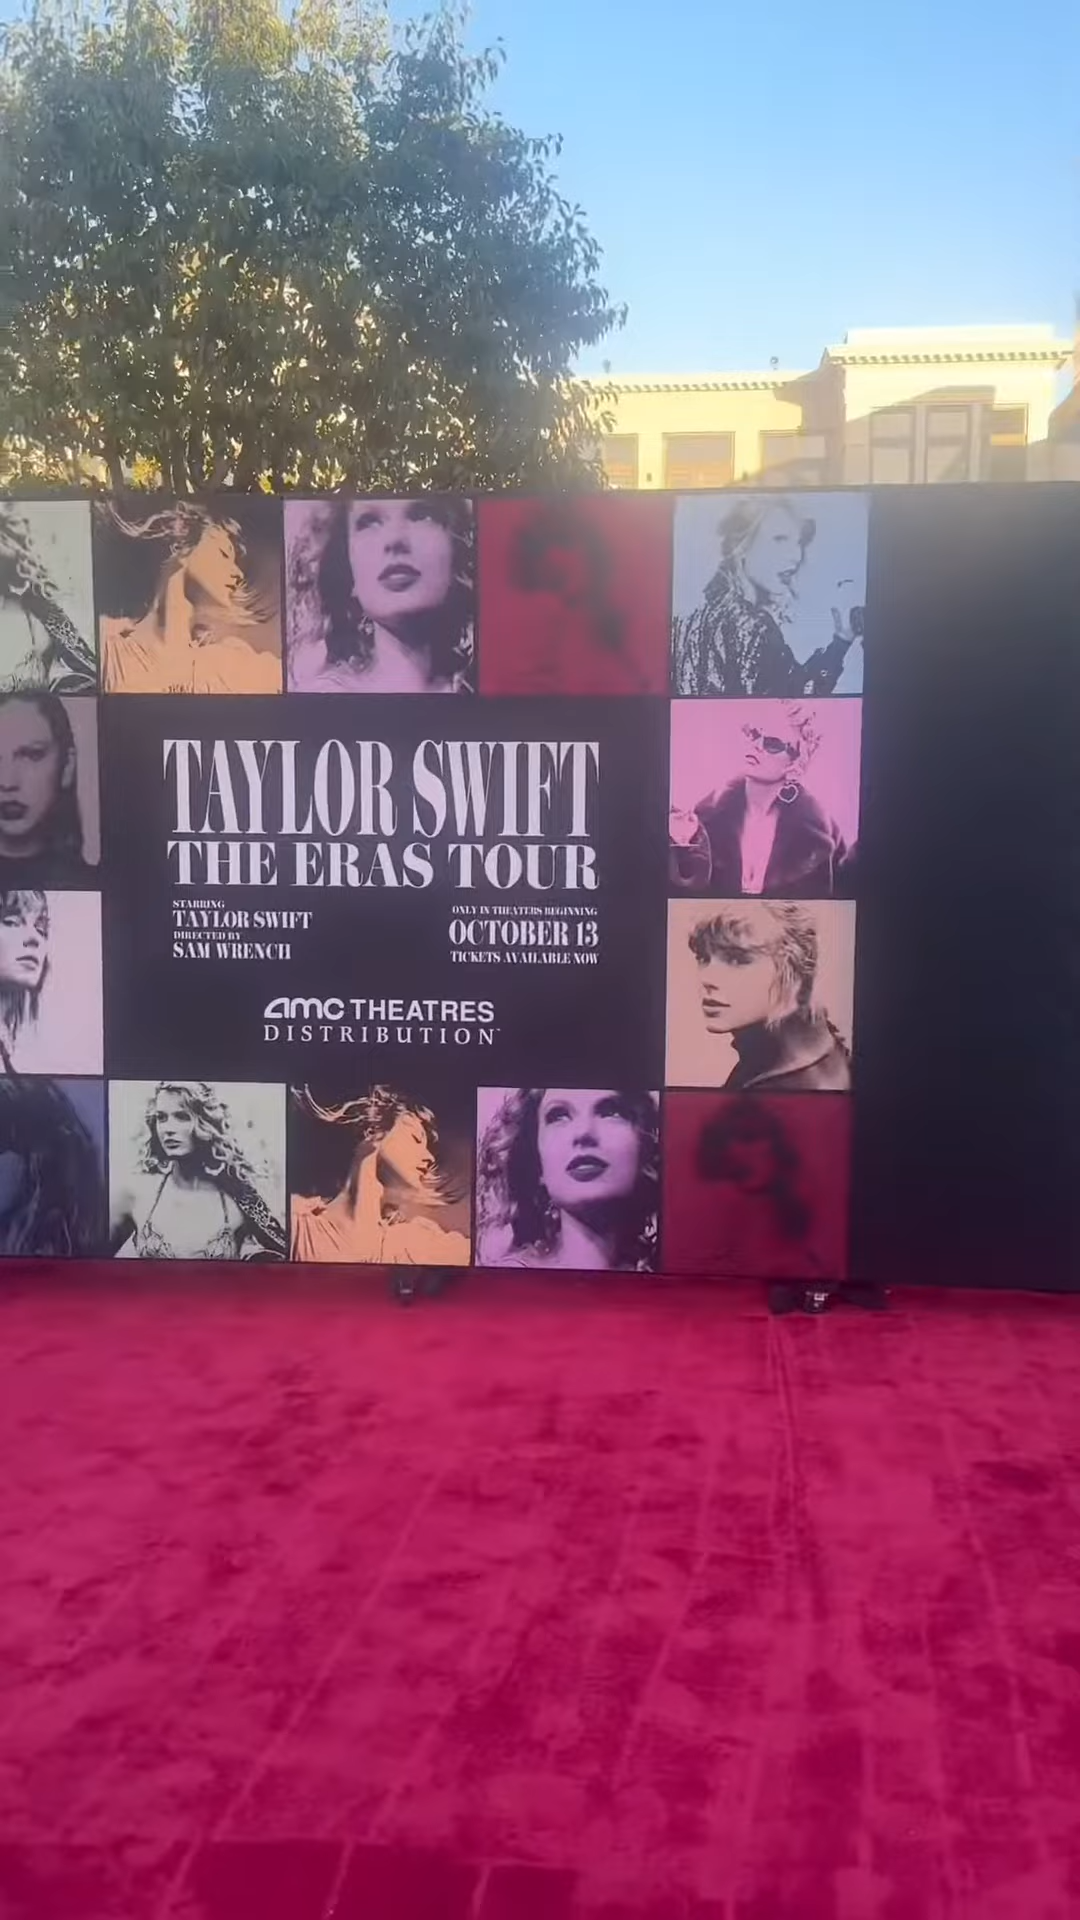 TAYLOR SWIFT
THE ERAS TOUR
STARRING
TAYLOR SWIFT
DIRECTED BY
SAM WRENCH
ONLY IN THEATERS BEGINNING
OCTOBER 13
TICKETS AVAILABLE NOW
amc THEATRES
DISTRIBUTION